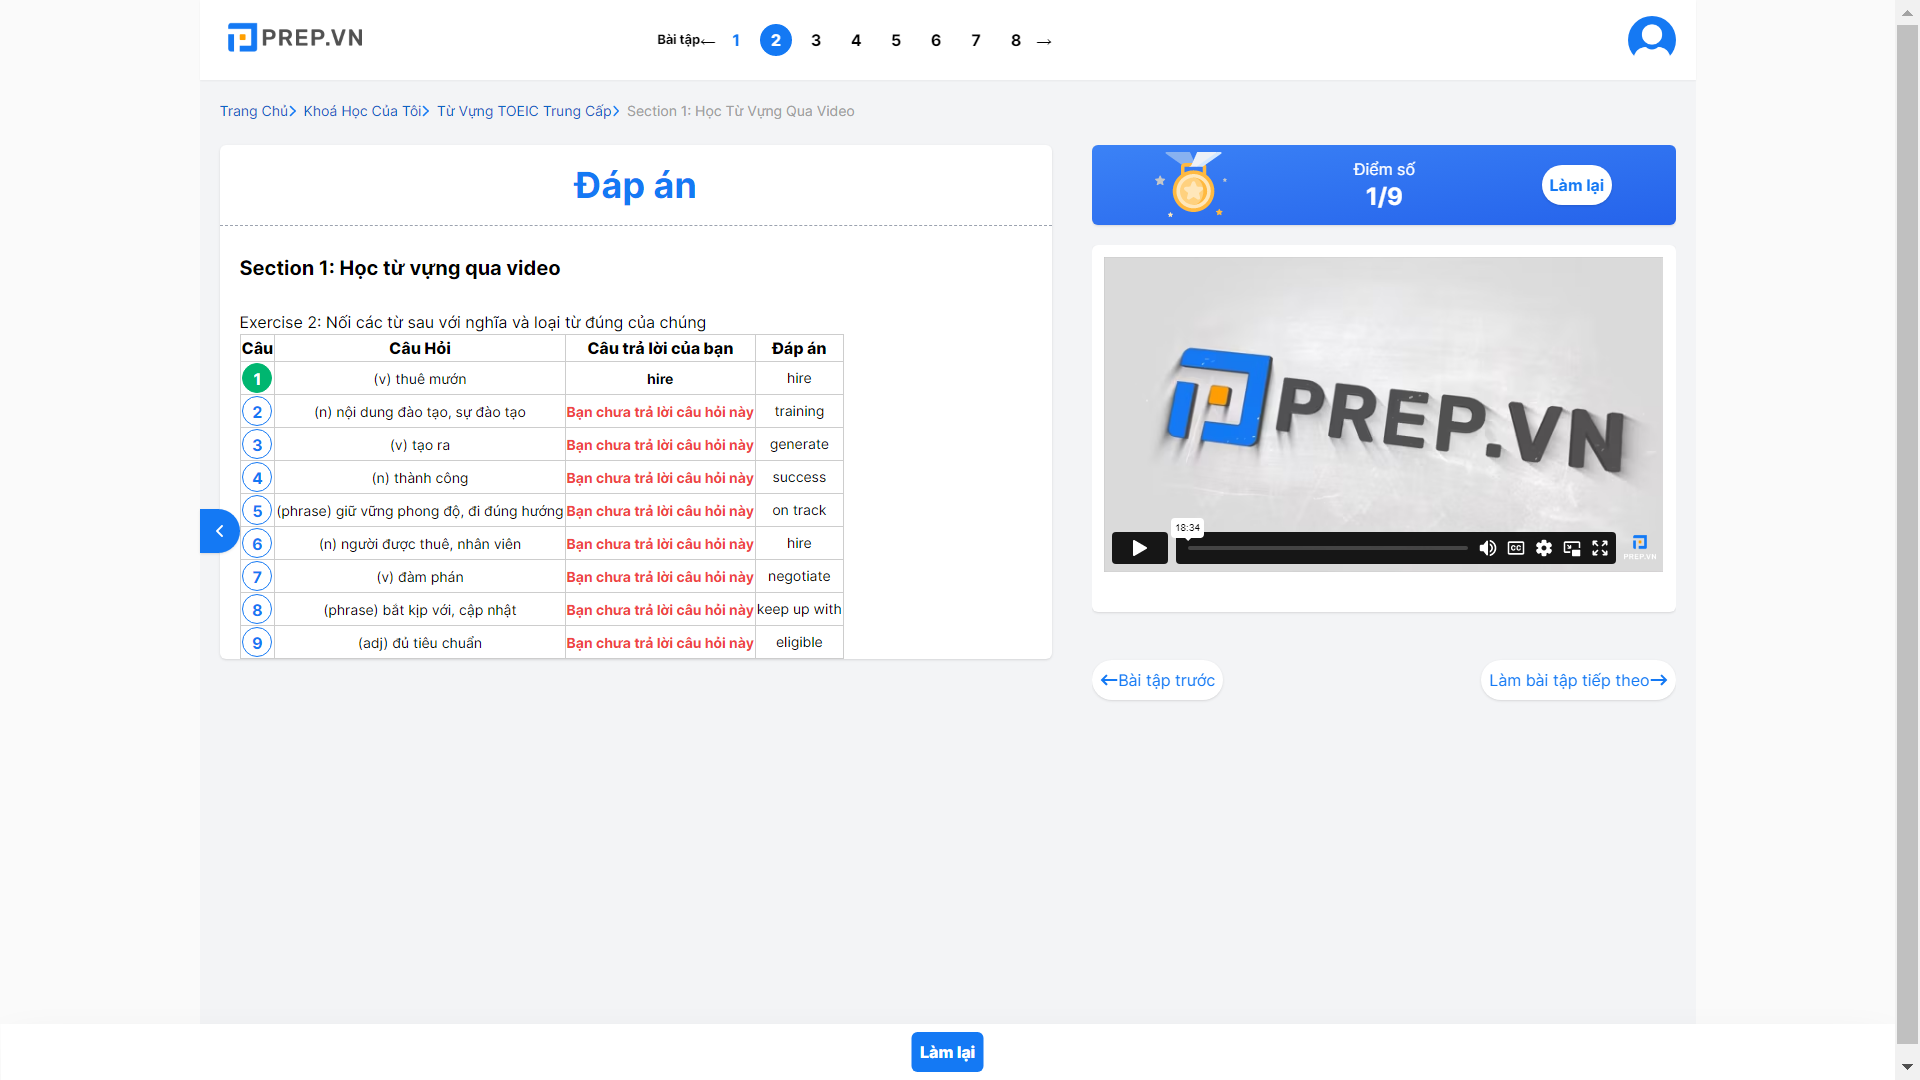 PREP.VN
Bài tập← 1 2 3 4 5 6 7 8 →
Trang Chủ> Khoá Học Của Tôi> Từ Vựng TOEIC Trung Cấp> Section 1: Học Từ Vựng Qua Video
Đáp án
Section 1: Học từ vựng qua video
Exercise 2: Nối các từ sau với nghĩa và loại từ đúng của chúng
Câu Câu Hỏi Câu trả lời của bạn Đáp án
1 (v) thuê mướn hire hire
2 (n) nội dung đào tạo, sự đào tạo Bạn chưa trả lời câu hỏi này training
3 (v) tạo ra Bạn chưa trả lời câu hỏi này generate
4 (n) thành công Bạn chưa trả lời câu hỏi này success
5 (phrase) giữ vững phong độ, đi đúng hướng Bạn chưa trả lời câu hỏi này on track
6 (n) người được thuê, nhân viên Bạn chưa trả lời câu hỏi này hire
7 (v) đàm phán Bạn chưa trả lời câu hỏi này negotiate
8 (phrase) bắt kịp với, cập nhật Bạn chưa trả lời câu hỏi này keep up with
9 (adj) đủ tiêu chuẩn Bạn chưa trả lời câu hỏi này eligible
Điểm số
1/9
Làm lại
PREP.VN
18:34
CC
PREP.VN
←Bài tập trước
Làm bài tập tiếp theo→
Làm lại